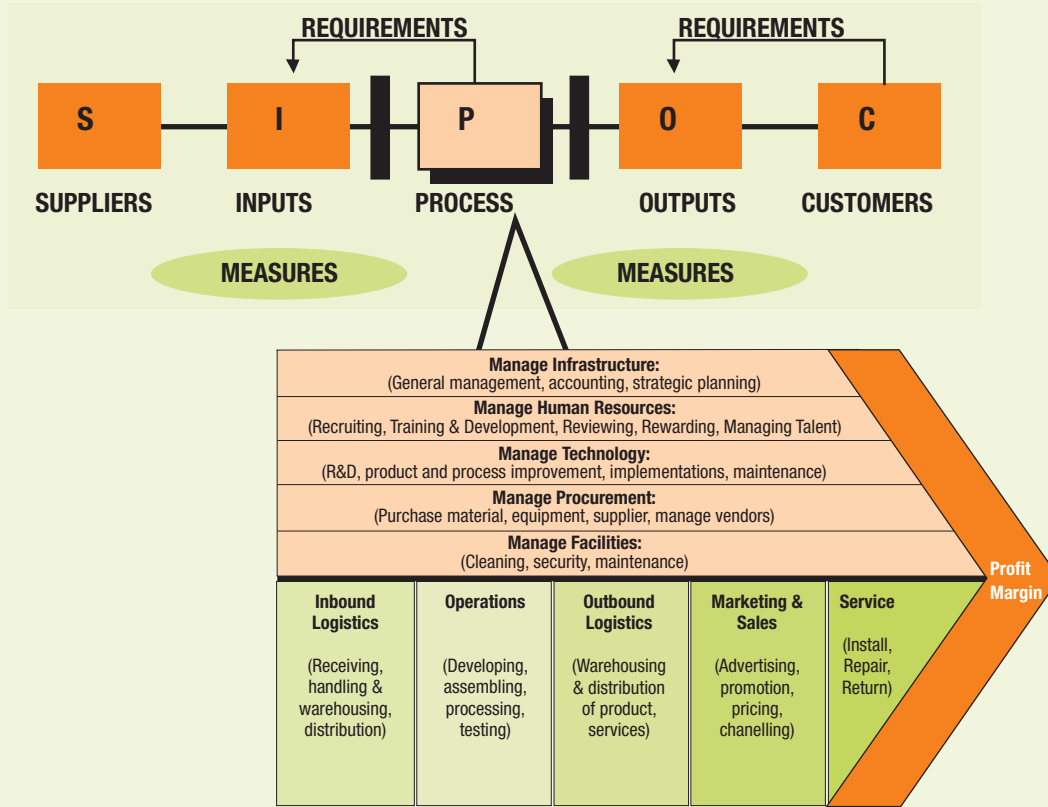 REQUIREMENTS
REQUIREMENTS
S
I
P
O
C
SUPPLIERS
INPUTS
PROCESS
OUTPUTS
CUSTOMERS
MEASURES
MEASURES
Manage Infrastructure:
(General management, accounting, strategic planning)
Manage Human Resources:
(Recruiting, Training & Development, Reviewing, Rewarding, Managing Talent)
Manage Technology:
(R&D, product and process improvement, implementations, maintenance)
Manage Procurement:
(Purchase material, equipment, supplier, manage vendors)
Manage Facilities:
(Cleaning, security, maintenance)
Profit
Margin
Inbound
Logistics
(Receiving,
handling &
warehousing,
distribution)
Operations
(Developing,
assembling,
processing,
testing)
Outbound
Logistics
(Warehousing
& distribution
of product,
services)
Marketing &
Sales
(Advertising,
promotion,
pricing,
chanelling)
Service
(Install,
Repair,
Return)